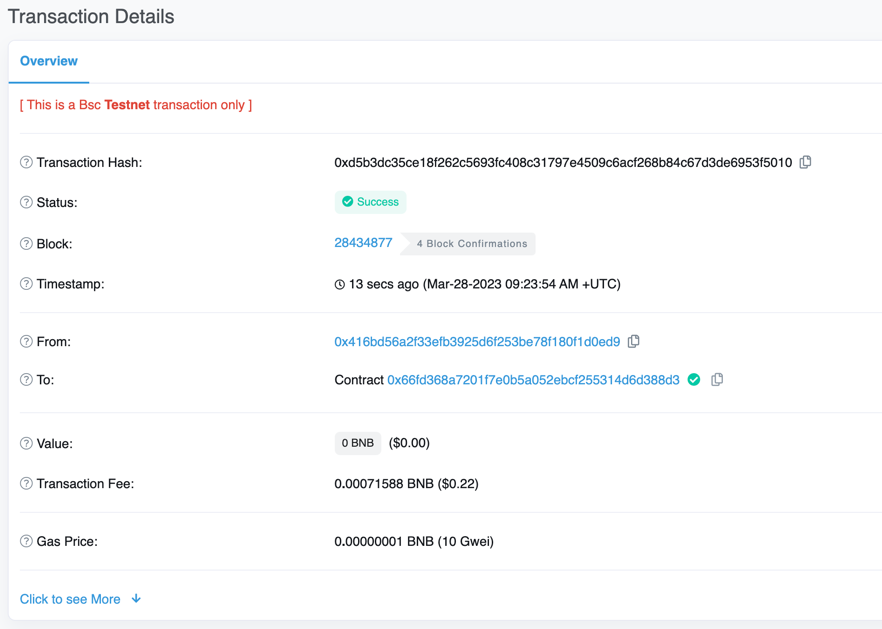 Transaction Details
Overview
[ This is a Bsc Testnet transaction only ]
Transaction Hash: 0xd5b3dc35ce18f262c5693fc408c31797e4509c6acf268b84c67d3de6953f5010
Status: Success
Block: 28434877 4 Block Confirmations
Timestamp: 13 secs ago (Mar-28-2023 09:23:54 AM +UTC)
From: 0x416bd56a2f33efb3925d6f253be78f180f1d0ed9
To: Contract 0x66fd368a7201f7e0b5a052ebcf255314d6d388d3
Value: 0 BNB ($0.00)
Transaction Fee: 0.00071588 BNB ($0.22)
Gas Price: 0.00000001 BNB (10 Gwei)
Click to see More